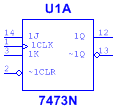 U1A
14 1J 1Q 12
1 1CLK
3 1K ~1Q 13
2 ~1CLR
7473N